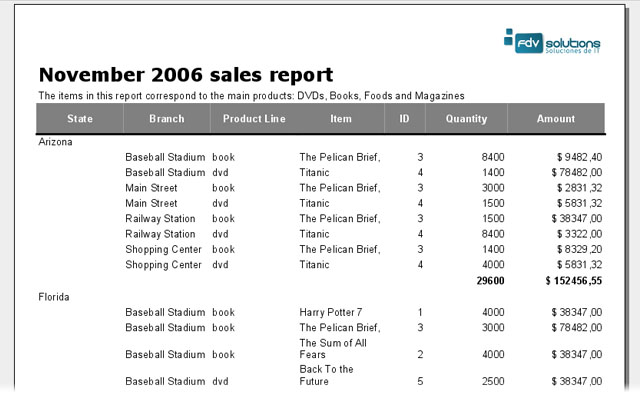 fdv solutions
Soluciones de IT
November 2006 sales report
The items in this report correspond to the main products: DVDs, Books, Foods and Magazines
State Branch Product Line Item ID Quantity Amount
Arizona
Baseball Stadium book The Pelican Brief, 3 8400 $ 9482,40
Baseball Stadium dvd Titanic 4 1400 $ 78482,00
Main Street book The Pelican Brief, 3 3000 $ 2831,32
Main Street dvd Titanic 4 1500 $ 5831,32
Railway Station book The Pelican Brief, 3 1500 $ 38347,00
Railway Station dvd Titanic 4 8400 $ 3322,00
Shopping Center book The Pelican Brief, 3 1400 $ 8329,20
Shopping Center dvd Titanic 4 4000 $ 5831,32
29600 $ 152456,55
Florida
Baseball Stadium book Harry Potter 7 1 4000 $ 38347,00
Baseball Stadium book The Pelican Brief, 3 3000 $ 78482,00
The Sum of All
Baseball Stadium book Fears 2 4000 $ 38347,00
Back To the
Baseball Stadium dvd Future 5 2500 $ 38347,00